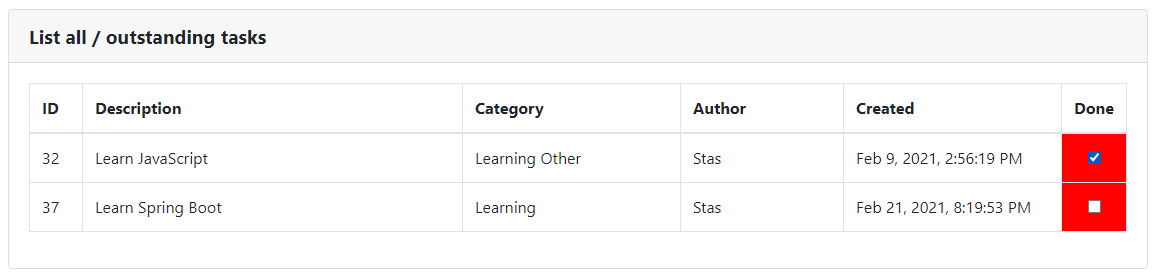 List all / outstanding tasks
ID Description Category Author Created Done
32 Learn JavaScript Learning Other Stas Feb 9, 2021, 2:56:19 PM
37 Learn Spring Boot Learning Stas Feb 21, 2021, 8:19:53 PM